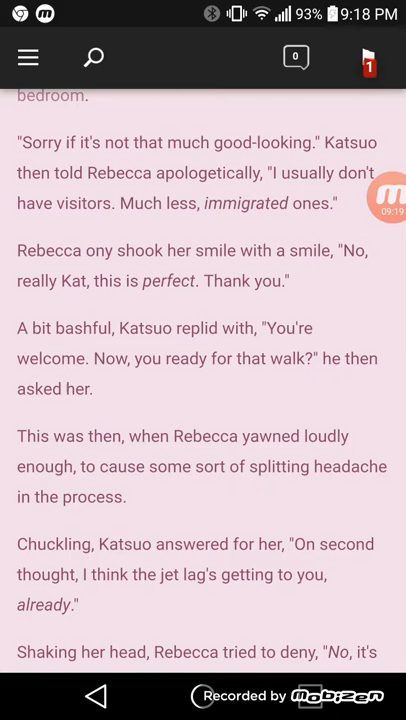 93% 9:18 PM
0
1
bedroom.
"Sorry if it's not that much good-looking." Katsuo
then told Rebecca apologetically, "I usually don't
have visitors. Much less, immigrated ones."
09:19
Rebecca ony shook her smile with a smile, "No,
really Kat, this is perfect. Thank you."
A bit bashful, Katsuo replid with, "You're
welcome. Now, you ready for that walk?" he then
asked her.
This was then, when Rebecca yawned loudly
enough, to cause some sort of splitting headache
in the process.
Chuckling, Katsuo answered for her, "On second
thought, I think the jet lag's getting to you,
already."
Shaking her head, Rebecca tried to deny, "No, it's
Recorded by Mobizen